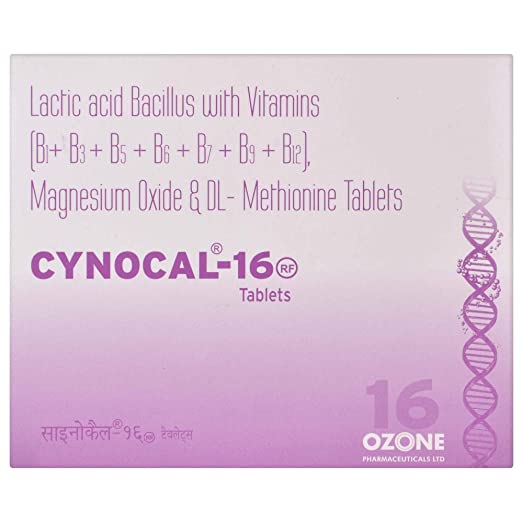 Lactic acid Bacillus with Vitamins
(B1+ B3 + B5 + B6 + B7 + B9 + B12),
Magnesium Oxide & DL- Methionine Tablets
CYNOCAL®-16 RF
Tablets
साइनोकैल®-१६ RF टैबलेट्स
16
OZONE
PHARMACEUTICALS LTD